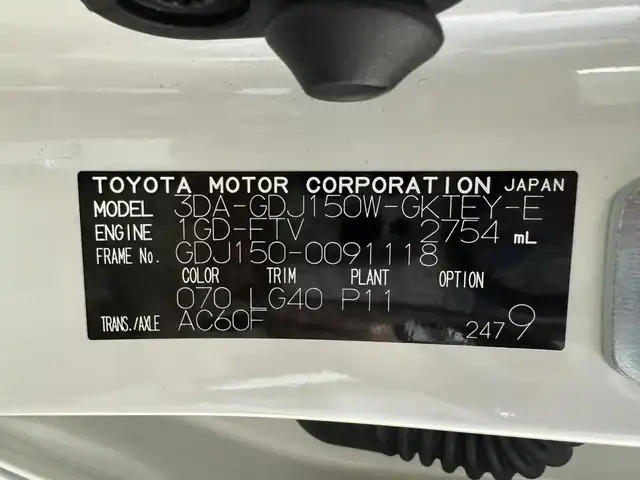 TOYOTA MOTOR CORPORATION JAPAN
MODEL 3DA-GDJ150W-GKTEY-E
ENGINE 1GD-FTV 2754 mL
FRAME No. GDJ150-0091118
COLOR TRIM PLANT OPTION
070 LG40 P11
TRANS./AXLE AC60F 2479